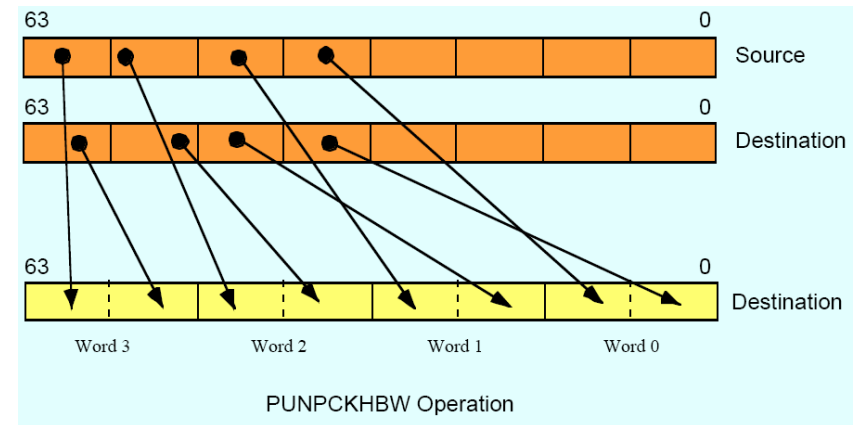 63 0
Source
63 0
Destination
63 0
Destination
Word 3 Word 2 Word 1 Word 0
PUNPCKHBW Operation